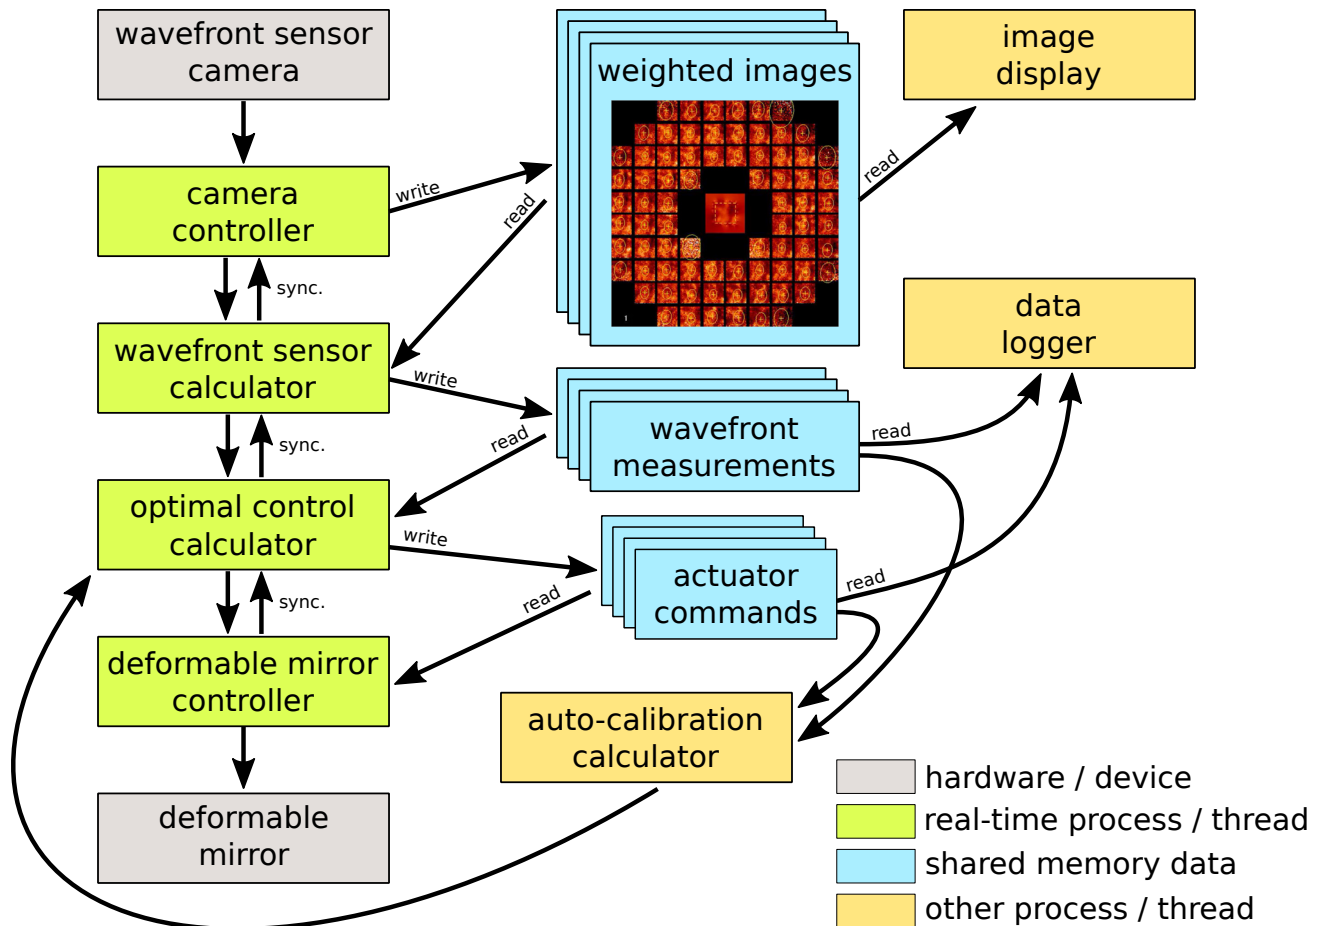 wavefront sensor
camera
camera
controller
sync.
wavefront sensor
calculator
sync.
optimal control
calculator
sync.
deformable mirror
controller
deformable
mirror
write
read
weighted images
read
image
display
write
read
wavefront
measurements
read
data
logger
write
read
actuator
commands
read
auto-calibration
calculator
hardware / device
real-time process / thread
shared memory data
other process / thread